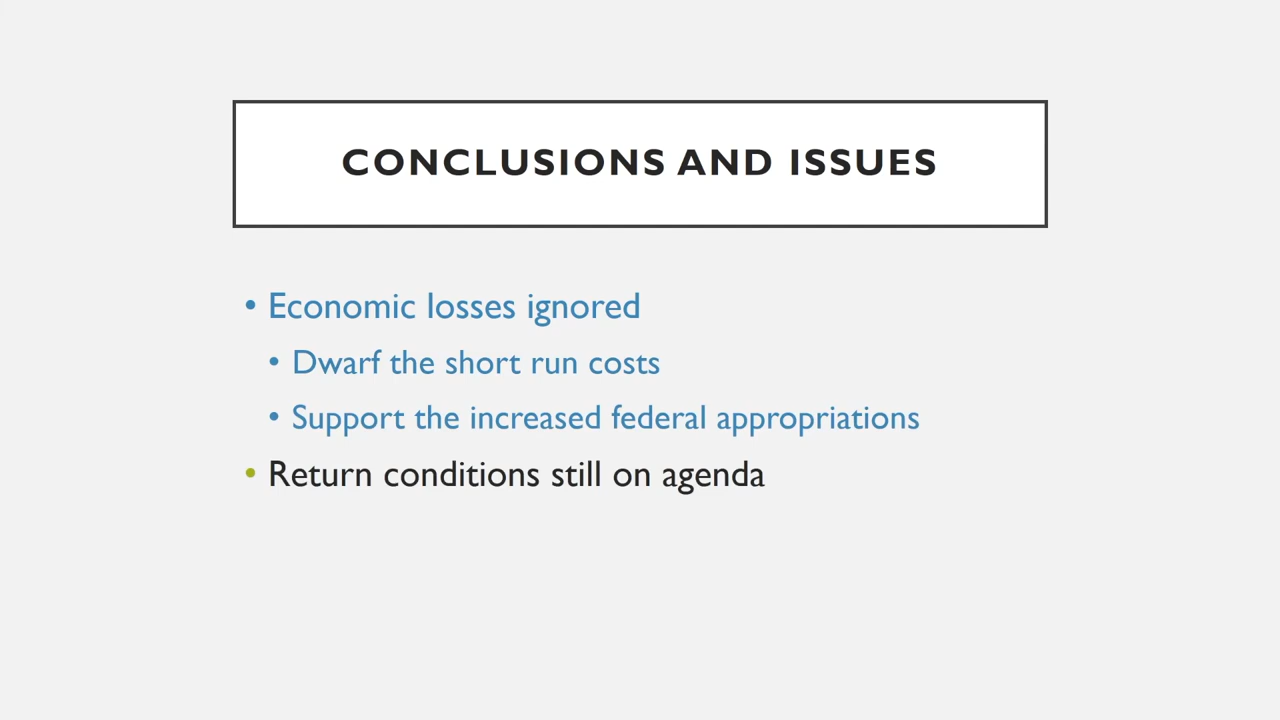 CONCLUSIONS AND ISSUES
• Economic losses ignored
• Dwarf the short run costs
• Support the increased federal appropriations
• Return conditions still on agenda